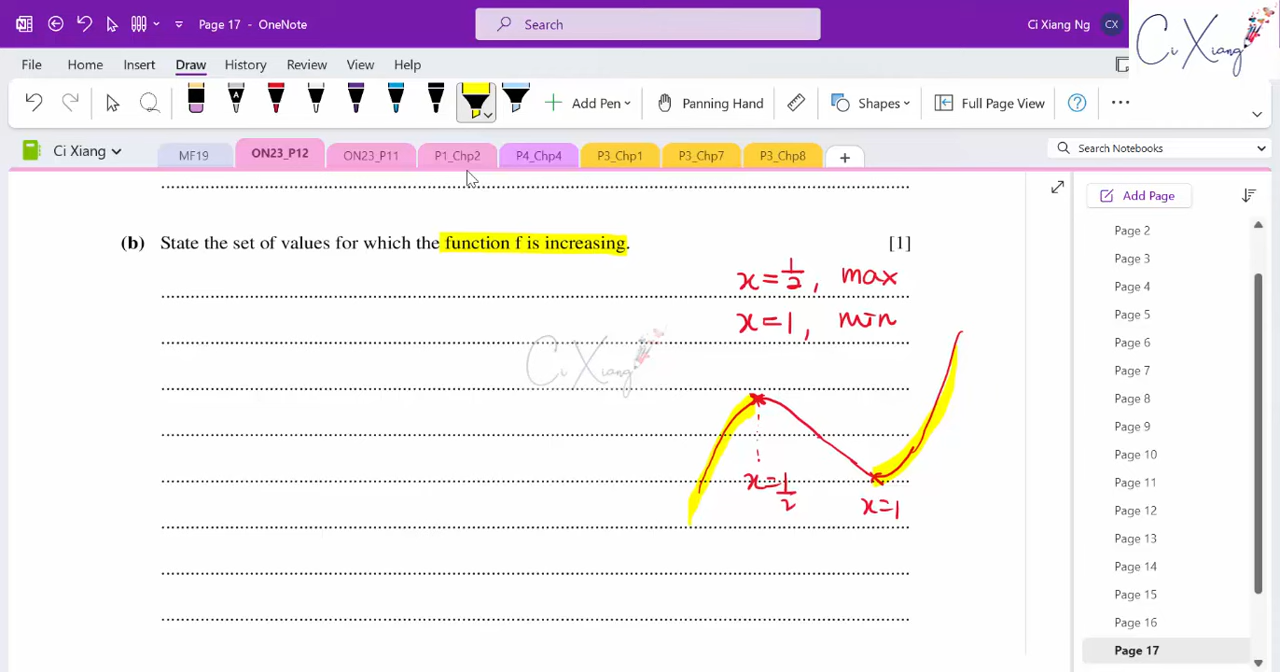 Page 17 - OneNote
Search
Ci Xiang Ng
CX
Ci Xiang
File
Home
Insert
Draw
History
Review
View
Help
Add Pen
Panning Hand
Shapes
Full Page View
Ci Xiang
MF19
ON23_P12
ON23_P11
P1_Chp2
P4_Chp4
P3_Chp1
P3_Chp7
P3_Chp8
Search Notebooks
Add Page
(b) State the set of values for which the function f is increasing. [1]
x = 1/2, max
x = 1, min
Ci Xiang
x = 1/2
x = 1
Page 2
Page 3
Page 4
Page 5
Page 6
Page 7
Page 8
Page 9
Page 10
Page 11
Page 12
Page 13
Page 14
Page 15
Page 16
Page 17